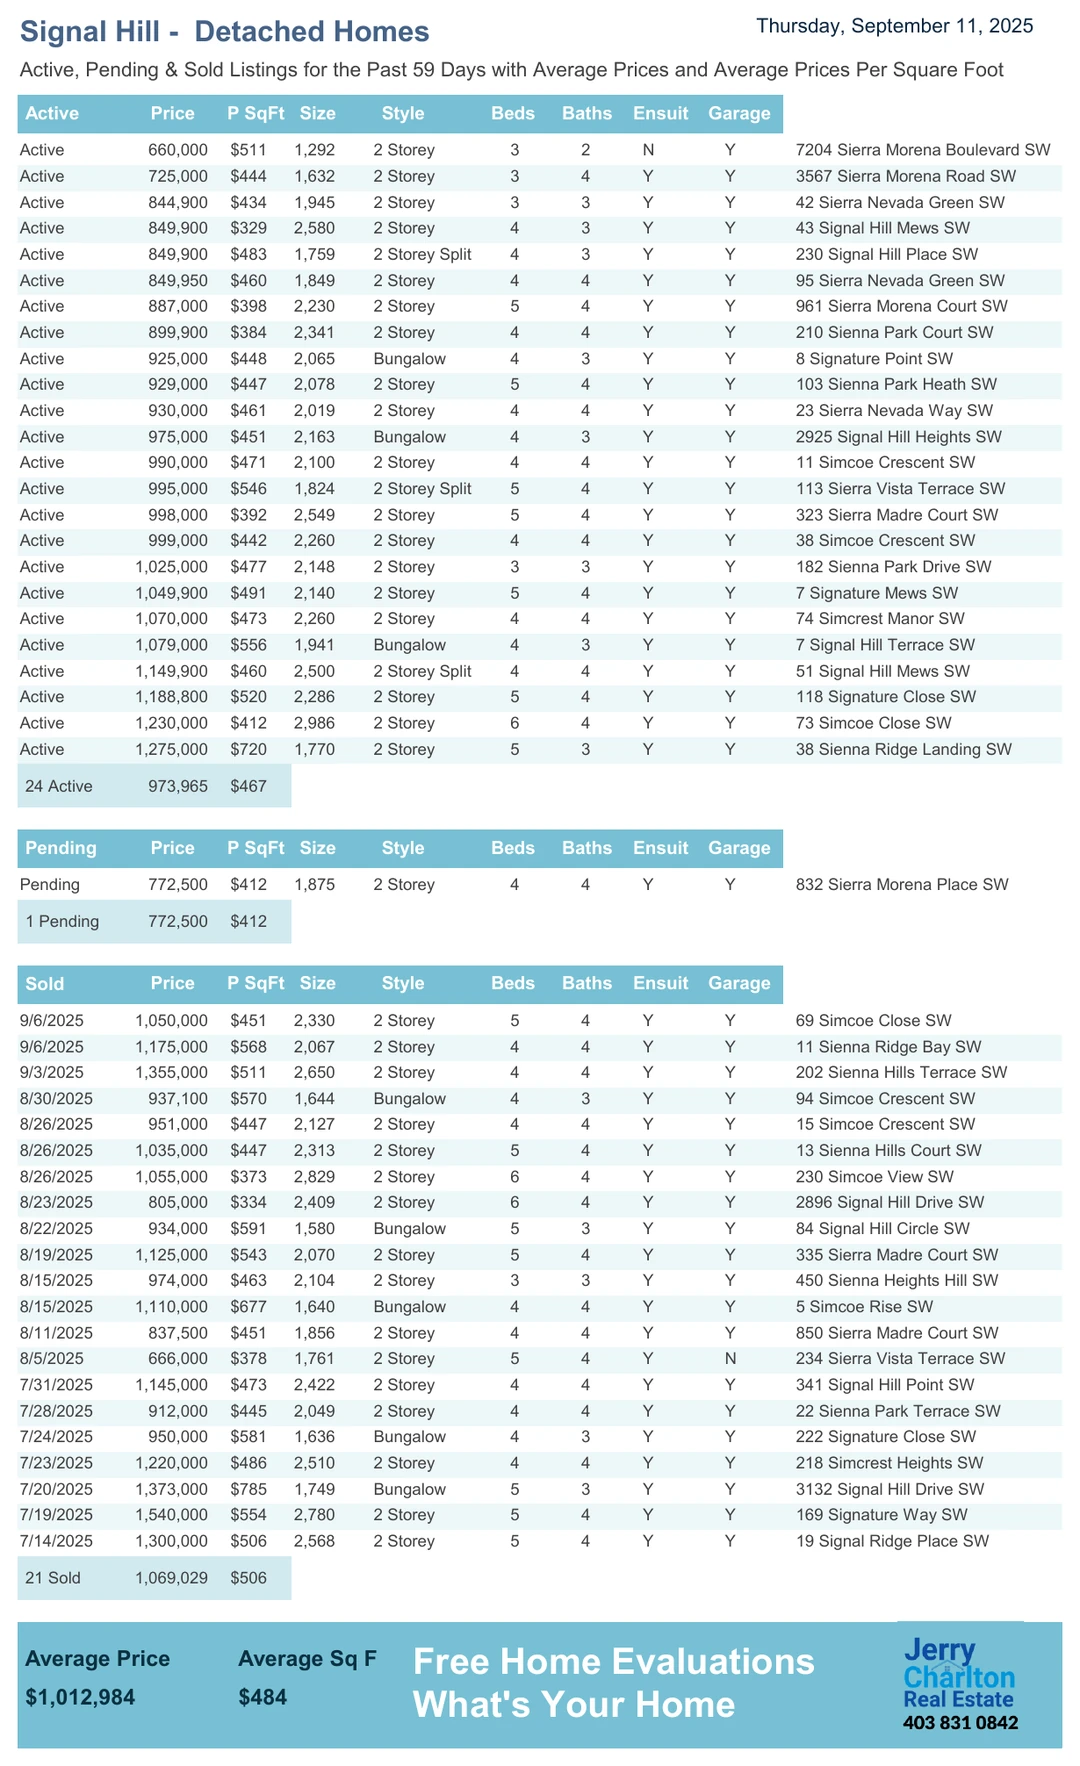 Signal Hill - Detached Homes Thursday, September 11, 2025
Active, Pending & Sold Listings for the Past 59 Days with Average Prices and Average Prices Per Square Foot
Active Price P SqFt Size Style Beds Baths Ensuit Garage
Active 660,000 $511 1,292 2 Storey 3 2 N Y 7204 Sierra Morena Boulevard SW
Active 725,000 $444 1,632 2 Storey 3 4 Y Y 3567 Sierra Morena Road SW
Active 844,900 $434 1,945 2 Storey 3 3 Y Y 42 Sierra Nevada Green SW
Active 849,900 $329 2,580 2 Storey 4 3 Y Y 43 Signal Hill Mews SW
Active 849,900 $483 1,759 2 Storey Split 4 3 Y Y 230 Signal Hill Place SW
Active 849,950 $460 1,849 2 Storey 4 4 Y Y 95 Sierra Nevada Green SW
Active 887,000 $398 2,230 2 Storey 5 4 Y Y 961 Sierra Morena Court SW
Active 899,900 $384 2,341 2 Storey 4 4 Y Y 210 Sienna Park Court SW
Active 925,000 $448 2,065 Bungalow 4 3 Y Y 8 Signature Point SW
Active 929,000 $447 2,078 2 Storey 5 4 Y Y 103 Sienna Park Heath SW
Active 930,000 $461 2,019 2 Storey 4 4 Y Y 23 Sierra Nevada Way SW
Active 975,000 $451 2,163 Bungalow 4 3 Y Y 2925 Signal Hill Heights SW
Active 990,000 $471 2,100 2 Storey 4 4 Y Y 11 Simcoe Crescent SW
Active 995,000 $546 1,824 2 Storey Split 5 4 Y Y 113 Sierra Vista Terrace SW
Active 998,000 $392 2,549 2 Storey 5 4 Y Y 323 Sierra Madre Court SW
Active 999,000 $442 2,260 2 Storey 4 4 Y Y 38 Simcoe Crescent SW
Active 1,025,000 $477 2,148 2 Storey 3 3 Y Y 182 Sienna Park Drive SW
Active 1,049,900 $491 2,140 2 Storey 5 4 Y Y 7 Signature Mews SW
Active 1,070,000 $473 2,260 2 Storey 4 4 Y Y 74 Simcrest Manor SW
Active 1,079,000 $556 1,941 Bungalow 4 3 Y Y 7 Signal Hill Terrace SW
Active 1,149,900 $460 2,500 2 Storey Split 4 4 Y Y 51 Signal Hill Mews SW
Active 1,188,800 $520 2,286 2 Storey 5 4 Y Y 118 Signature Close SW
Active 1,230,000 $412 2,986 2 Storey 6 4 Y Y 73 Simcoe Close SW
Active 1,275,000 $720 1,770 2 Storey 5 3 Y Y 38 Sienna Ridge Landing SW
24 Active 973,965 $467
Pending Price P SqFt Size Style Beds Baths Ensuit Garage
Pending 772,500 $412 1,875 2 Storey 4 4 Y Y 832 Sierra Morena Place SW
1 Pending 772,500 $412
Sold Price P SqFt Size Style Beds Baths Ensuit Garage
9/6/2025 1,050,000 $451 2,330 2 Storey 5 4 Y Y 69 Simcoe Close SW
9/6/2025 1,175,000 $568 2,067 2 Storey 4 4 Y Y 11 Sienna Ridge Bay SW
9/3/2025 1,355,000 $511 2,650 2 Storey 4 4 Y Y 202 Sienna Hills Terrace SW
8/30/2025 937,100 $570 1,644 Bungalow 4 3 Y Y 94 Simcoe Crescent SW
8/26/2025 951,000 $447 2,127 2 Storey 4 4 Y Y 15 Simcoe Crescent SW
8/26/2025 1,035,000 $447 2,313 2 Storey 5 4 Y Y 13 Sienna Hills Court SW
8/26/2025 1,055,000 $373 2,829 2 Storey 6 4 Y Y 230 Simcoe View SW
8/23/2025 805,000 $334 2,409 2 Storey 6 4 Y Y 2896 Signal Hill Drive SW
8/22/2025 934,000 $591 1,580 Bungalow 5 3 Y Y 84 Signal Hill Circle SW
8/19/2025 1,125,000 $543 2,070 2 Storey 5 4 Y Y 335 Sierra Madre Court SW
8/15/2025 974,000 $463 2,104 2 Storey 3 3 Y Y 450 Sienna Heights Hill SW
8/15/2025 1,110,000 $677 1,640 Bungalow 4 4 Y Y 5 Simcoe Rise SW
8/11/2025 837,500 $451 1,856 2 Storey 4 4 Y Y 850 Sierra Madre Court SW
8/5/2025 666,000 $378 1,761 2 Storey 5 4 Y N 234 Sierra Vista Terrace SW
7/31/2025 1,145,000 $473 2,422 2 Storey 4 4 Y Y 341 Signal Hill Point SW
7/28/2025 912,000 $445 2,049 2 Storey 4 4 Y Y 22 Sienna Park Terrace SW
7/24/2025 950,000 $581 1,636 Bungalow 4 3 Y Y 222 Signature Close SW
7/23/2025 1,220,000 $486 2,510 2 Storey 4 4 Y Y 218 Simcrest Heights SW
7/20/2025 1,373,000 $785 1,749 Bungalow 5 3 Y Y 3132 Signal Hill Drive SW
7/19/2025 1,540,000 $554 2,780 2 Storey 5 4 Y Y 169 Signature Way SW
7/14/2025 1,300,000 $506 2,568 2 Storey 5 4 Y Y 19 Signal Ridge Place SW
21 Sold 1,069,029 $506
Average Price Average Sq F
$1,012,984 $484
Free Home Evaluations
What's Your Home
Jerry
Charlton
Real Estate
403 831 0842